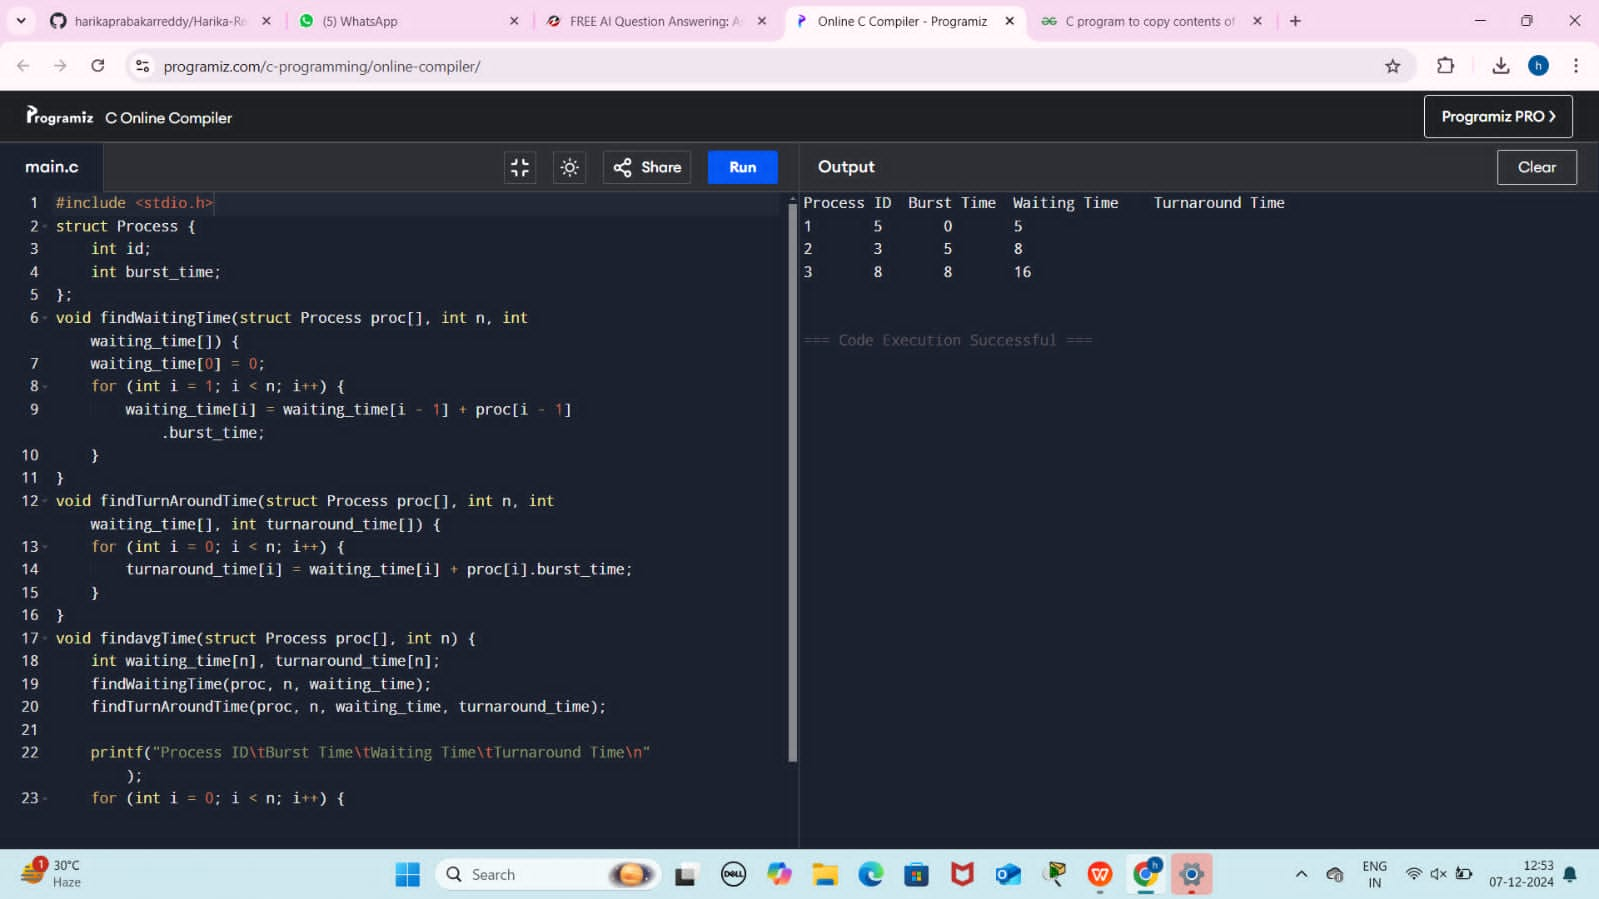 harikaprabakarreddy/Harika-Re
(5) WhatsApp
FREE AI Question Answering: A
Online C Compiler - Programiz
C program to copy contents of
programiz.com/c-programming/online-compiler/
h
Programiz C Online Compiler
Programiz PRO
main.c
Share
Run
Output
Clear
1 #include <stdio.h>
2 struct Process {
3 int id;
4 int burst_time;
5 };
6 void findWaitingTime(struct Process proc[], int n, int
waiting_time[]) {
7 waiting_time[0] = 0;
8 for (int i = 1; i < n; i++) {
9 waiting_time[i] = waiting_time[i - 1] + proc[i - 1]
.burst_time;
10 }
11 }
12 void findTurnAroundTime(struct Process proc[], int n, int
waiting_time[], int turnaround_time[]) {
13 for (int i = 0; i < n; i++) {
14 turnaround_time[i] = waiting_time[i] + proc[i].burst_time;
15 }
16 }
17 void findavgTime(struct Process proc[], int n) {
18 int waiting_time[n], turnaround_time[n];
19 findWaitingTime(proc, n, waiting_time);
20 findTurnAroundTime(proc, n, waiting_time, turnaround_time);
21
22 printf("Process ID\tBurst Time\tWaiting Time\tTurnaround Time\n"
);
23 for (int i = 0; i < n; i++) {
Process ID Burst Time Waiting Time Turnaround Time
1 5 0 5
2 3 5 8
3 8 8 16
=== Code Execution Successful ===
1
30°C
Haze
Search
DELL
h
ENG
IN
12:53
07-12-2024